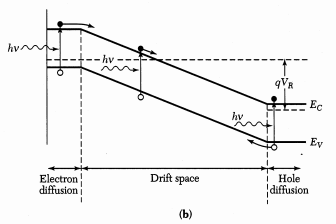 hν
hν
qV_R
hν
E_C
E_V
Electron diffusion
Drift space
Hole diffusion
(b)